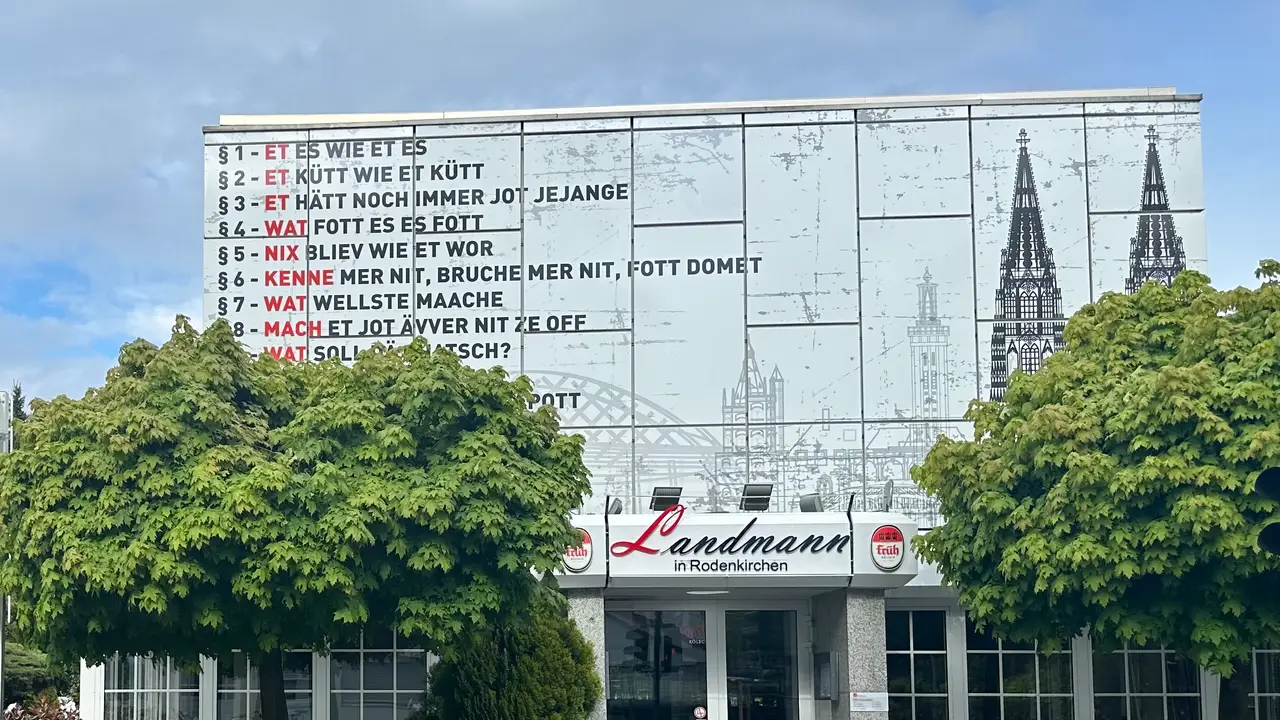 § 1 - ET ES WIE ET ES
§ 2 - ET KÜTT WIE ET KÜTT
§ 3 - ET HÄTT NOCH IMMER JOT JEJANGE
§ 4 - WAT FOTT ES ES FOTT
§ 5 - NIX BLIEV WIE ET WOR
§ 6 - KENNE MER NIT, BRUCHE MER NIT, FOTT DOMET
§ 7 - WAT WELLSTE MAACHE
8 - MACH ET JOT ÄVVER NIT ZE OFF
- WAT SOLL
POTT
Landmann
in Rodenkirchen
früh
früh
KÖLSCH